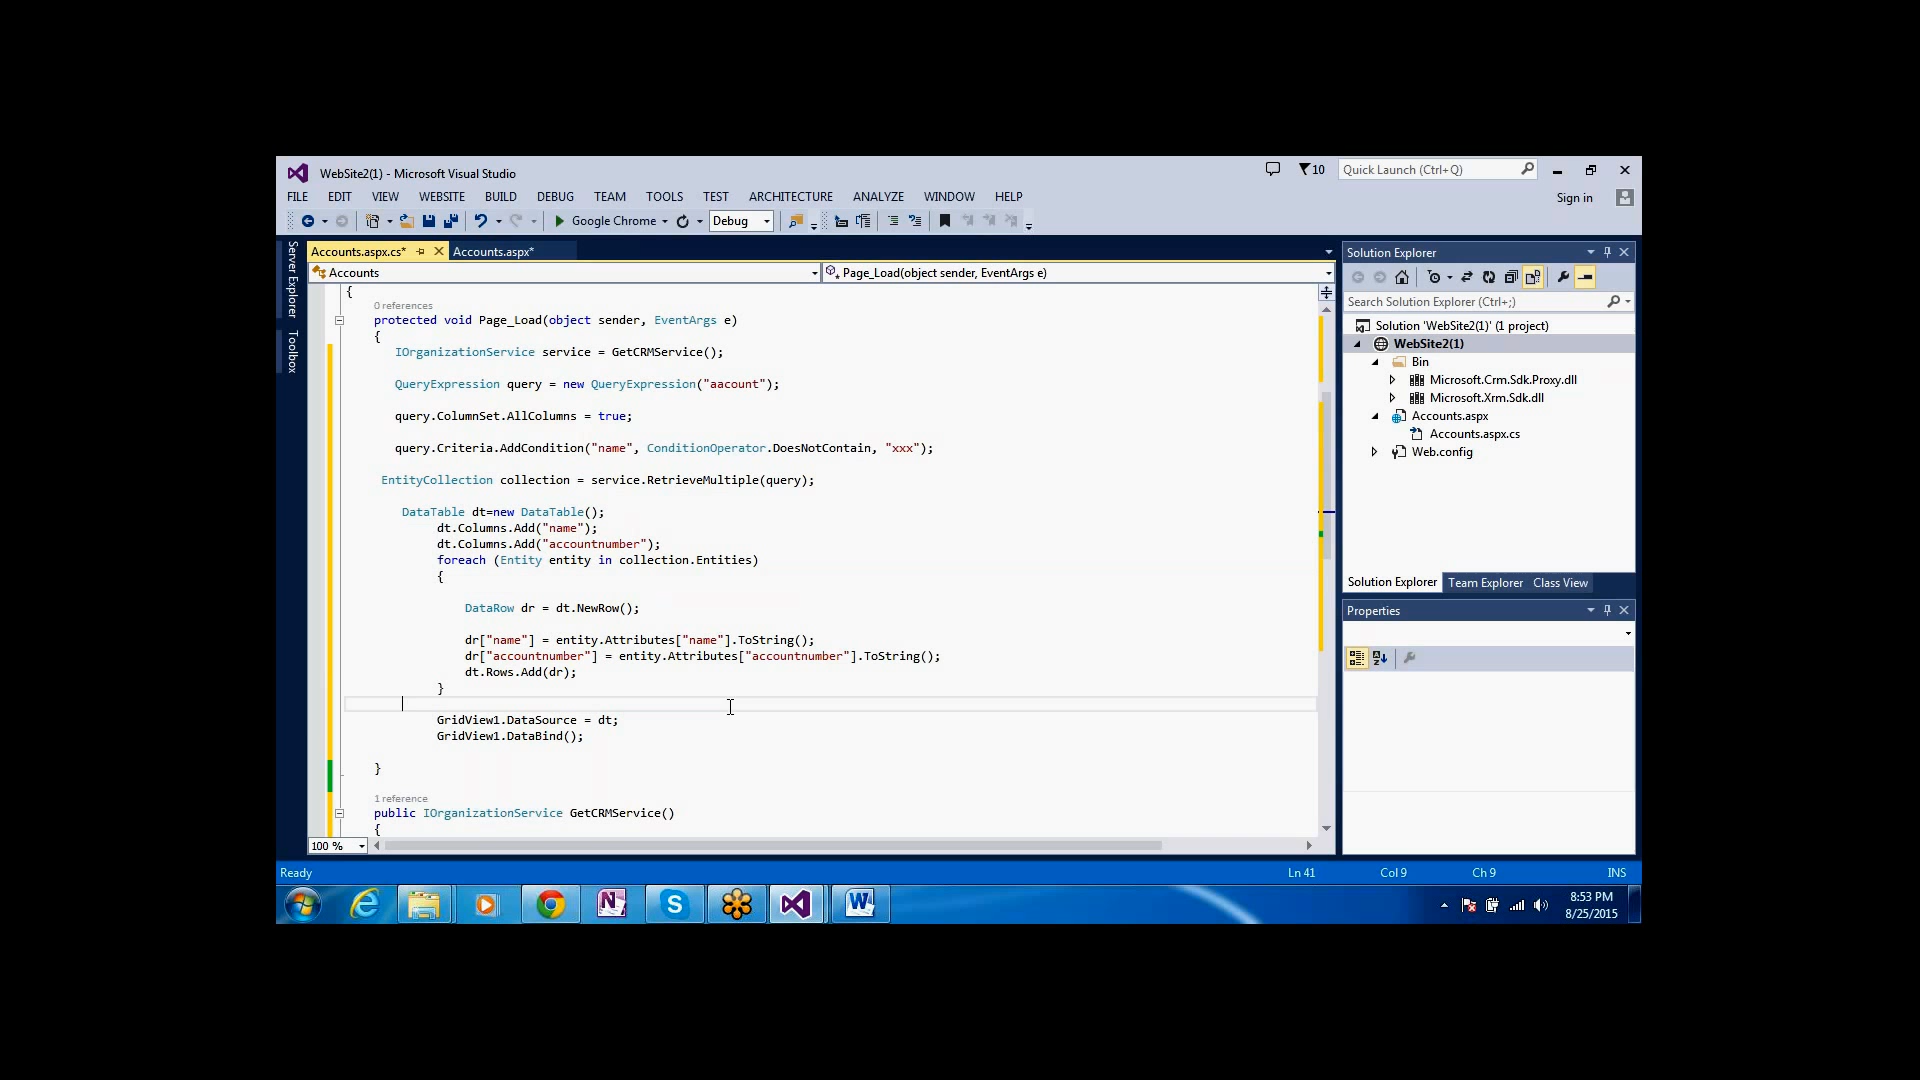 WebSite2(1) - Microsoft Visual Studio
10
Quick Launch (Ctrl+Q)
FILE EDIT VIEW WEBSITE BUILD DEBUG TEAM TOOLS TEST ARCHITECTURE ANALYZE WINDOW HELP
Sign in
Google Chrome Debug
Server Explorer
Toolbox
Accounts.aspx.cs* Accounts.aspx*
Accounts Page_Load(object sender, EventArgs e)
{
0 references
protected void Page_Load(object sender, EventArgs e)
{
IOrganizationService service = GetCRMService();
QueryExpression query = new QueryExpression("aacount");
query.ColumnSet.AllColumns = true;
query.Criteria.AddCondition("name", ConditionOperator.DoesNotContain, "xxx");
EntityCollection collection = service.RetrieveMultiple(query);
DataTable dt=new DataTable();
dt.Columns.Add("name");
dt.Columns.Add("accountnumber");
foreach (Entity entity in collection.Entities)
{
DataRow dr = dt.NewRow();
dr["name"] = entity.Attributes["name"].ToString();
dr["accountnumber"] = entity.Attributes["accountnumber"].ToString();
dt.Rows.Add(dr);
}
GridView1.DataSource = dt;
GridView1.DataBind();
}
1 reference
public IOrganizationService GetCRMService()
{
100 %
Solution Explorer
Search Solution Explorer (Ctrl+;)
Solution 'WebSite2(1)' (1 project)
WebSite2(1)
Bin
Microsoft.Crm.Sdk.Proxy.dll
Microsoft.Xrm.Sdk.dll
Accounts.aspx
Accounts.aspx.cs
Web.config
Solution Explorer Team Explorer Class View
Properties
Ready Ln 41 Col 9 Ch 9 INS
8:53 PM
8/25/2015